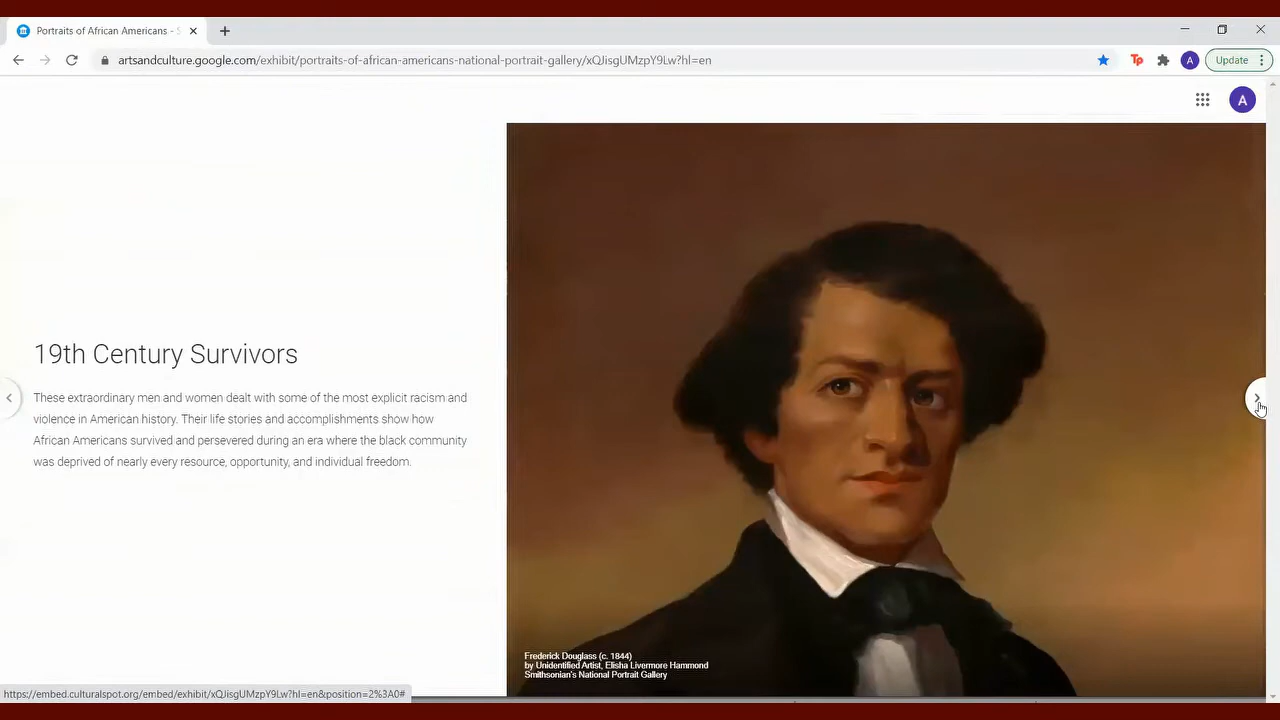 Portraits of African Americans - S
artsandculture.google.com/exhibit/portraits-of-african-americans-national-portrait-gallery/xQJisgUMzpY9Lw?hl=en
Tp
A
Update
A
19th Century Survivors
These extraordinary men and women dealt with some of the most explicit racism and
violence in American history. Their life stories and accomplishments show how
African Americans survived and persevered during an era where the black community
was deprived of nearly every resource, opportunity, and individual freedom.
Frederick Douglass (c. 1844)
by Unidentified Artist, Elisha Livermore Hammond
Smithsonian's National Portrait Gallery
https://embed.culturalspot.org/embed/exhibit/xQJisgUMzpY9Lw?hl=en&position=2%3A0#